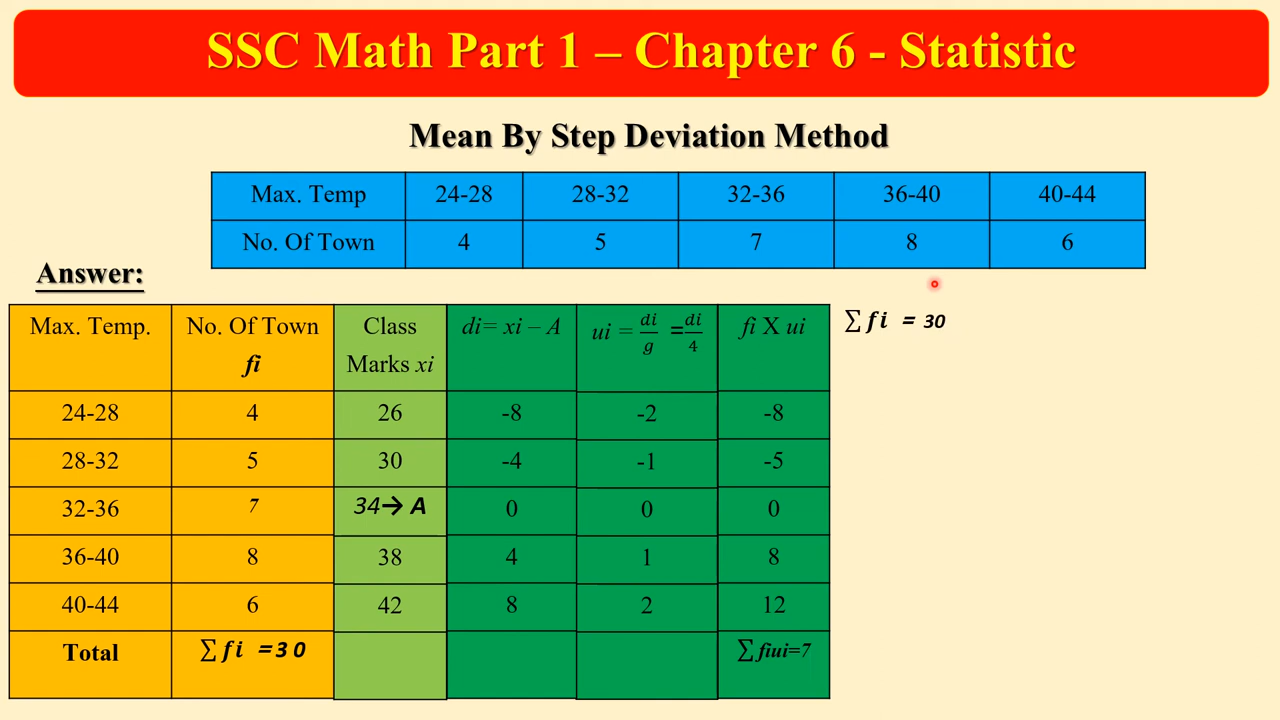 SSC Math Part 1 – Chapter 6 - Statistic
Mean By Step Deviation Method
Max. Temp 24-28 28-32 32-36 36-40 40-44
No. Of Town 4 5 7 8 6
Answer:
Max. Temp. No. Of Town fi Class Marks xi di= xi – A ui = di/g =di/4 fi X ui
24-28 4 26 -8 -2 -8
28-32 5 30 -4 -1 -5
32-36 7 34→ A 0 0 0
36-40 8 38 4 1 8
40-44 6 42 8 2 12
Total ∑fi =30 ∑fiui=7
∑fi = 30